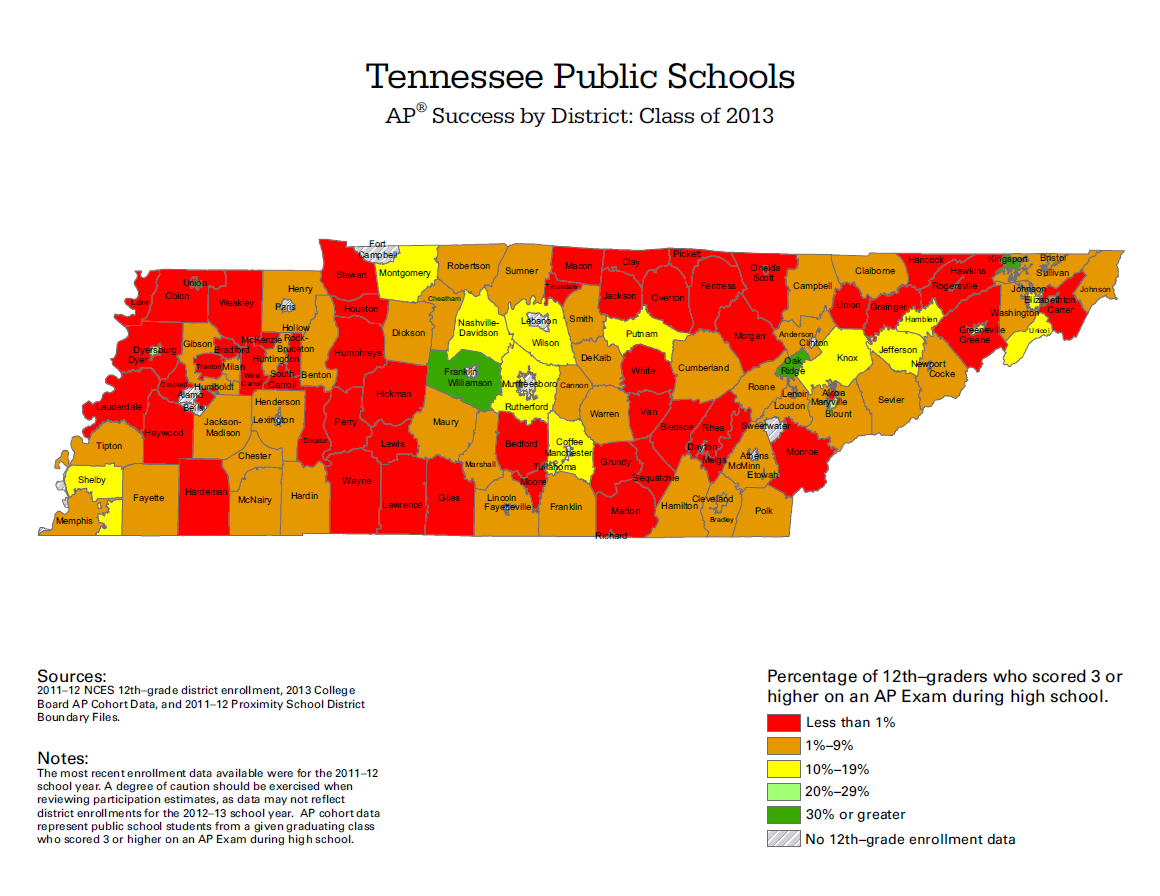 Tennessee Public Schools
AP® Success by District: Class of 2013
Fort
Campbell
Stewart
Montgomery
Robertson
Sumner
Macon
Trousdale
Clay
Pickett
Jackson
Overton
Fentress
Oneida
Scott
Campbell
Claiborne
Hancock
Hawkins
Rogersville
Kingsport
Bristol
Sullivan
Johnson
Johnson
Elizabethton
Carter
Washington
Unicoi
Greeneville
Greene
Union
Grainger
Hamblen
Jefferson
Newport
Cocke
Sevier
Knox
Anderson
Clinton
Oak
Ridge
Morgan
Roane
Lenoir
Loudon
Alcoa
Maryville
Blount
Cumberland
Putnam
White
Smith
DeKalb
Lebanon
Wilson
Nashville-
Davidson
Cheatham
Dickson
Houston
Humphreys
Hickman
Franklin
Williamson
Murfreesboro
Rutherford
Cannon
Warren
Van
Bledsoe
Rhea
Dayton
Meigs
Sweetwater
Athens
McMinn
Etowah
Monroe
Polk
Cleveland
Bradley
Hamilton
Sequatchie
Grundy
Marion
Richard
Coffee
Manchester
Tullahoma
Bedford
Moore
Franklin
Lincoln
Fayetteville
Marshall
Maury
Giles
Lawrence
Lewis
Wayne
Perry
Decatur
Hardin
McNairy
Chester
Henderson
Lexington
Benton
Henry
Paris
Hollow
Rock-
Bruceton
McKenzie
Huntingdon
South
Carroll
West
Carroll
Bradford
Milan
Trenton
Gibson
Humboldt
Crockett
Alamo
Bells
Jackson-
Madison
Weakley
Union
Obion
Lake
Dyersburg
Dyer
Lauderdale
Haywood
Tipton
Shelby
Memphis
Fayette
Hardeman
Sources:
2011–12 NCES 12th–grade district enrollment, 2013 College
Board AP Cohort Data, and 2011–12 Proximity School District
Boundary Files.
Notes:
The most recent enrollment data available were for the 2011–12
school year. A degree of caution should be exercised when
reviewing participation estimates, as data may not reflect
district enrollments for the 2012–13 school year. AP cohort data
represent public school students from a given graduating class
who scored 3 or higher on an AP Exam during high school.
Percentage of 12th–graders who scored 3 or
higher on an AP Exam during high school.
Less than 1%
1%–9%
10%–19%
20%–29%
30% or greater
No 12th–grade enrollment data